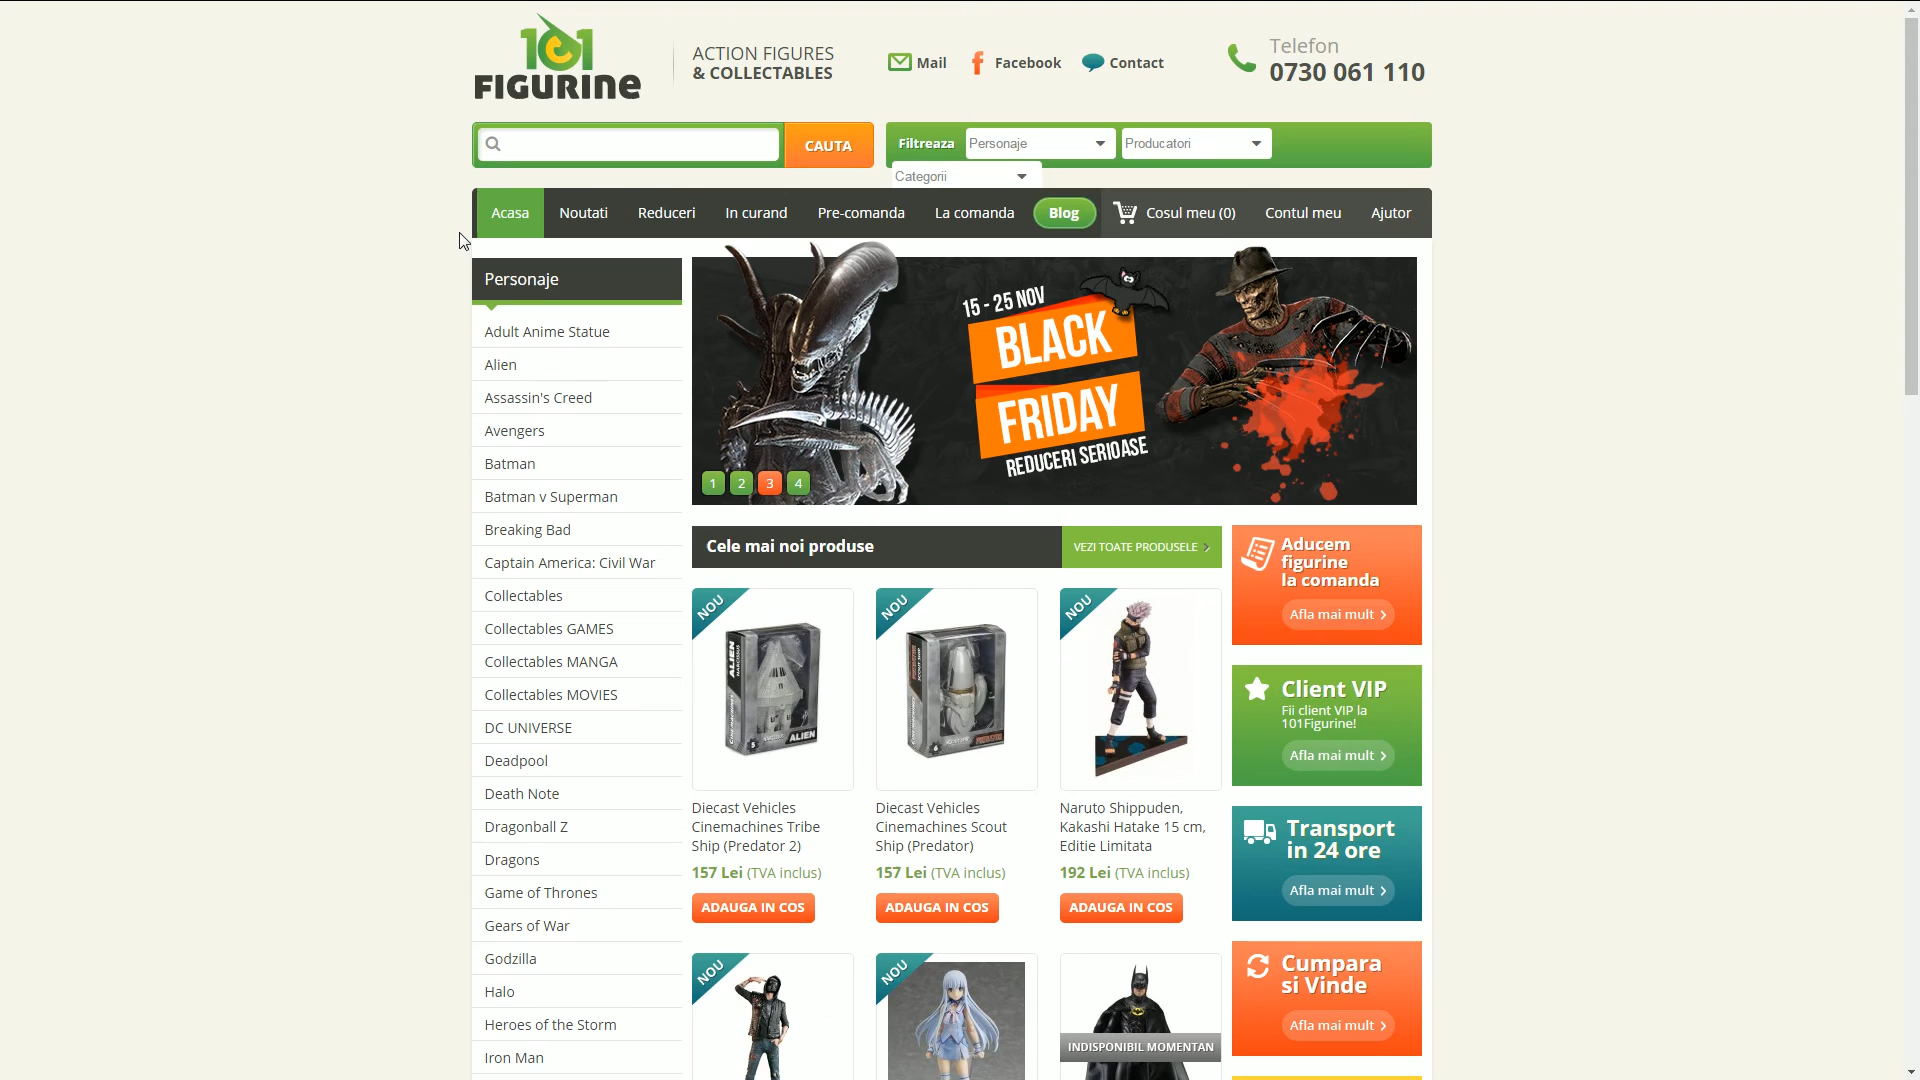 101
FIGURINE
ACTION FIGURES
& COLLECTABLES
Mail
Facebook
Contact
Telefon
0730 061 110
CAUTA
Filtreaza
Personaje
Producatori
Categorii
Acasa
Noutati
Reduceri
In curand
Pre-comanda
La comanda
Blog
Cosul meu (0)
Contul meu
Ajutor
Personaje
Adult Anime Statue
Alien
Assassin's Creed
Avengers
Batman
Batman v Superman
Breaking Bad
Captain America: Civil War
Collectables
Collectables GAMES
Collectables MANGA
Collectables MOVIES
DC UNIVERSE
Deadpool
Death Note
Dragonball Z
Dragons
Game of Thrones
Gears of War
Godzilla
Halo
Heroes of the Storm
Iron Man
15 - 25 NOV
BLACK
FRIDAY
REDUCERI SERIOASE
1 2 3 4
Cele mai noi produse
VEZI TOATE PRODUSELE
NOU
ALIEN
ALIEN
5
Diecast Vehicles
Cinemachines Tribe
Ship (Predator 2)
157 Lei (TVA inclus)
ADAUGA IN COS
NOU
6
Diecast Vehicles
Cinemachines Scout
Ship (Predator)
157 Lei (TVA inclus)
ADAUGA IN COS
NOU
Naruto Shippuden,
Kakashi Hatake 15 cm,
Editie Limitata
192 Lei (TVA inclus)
ADAUGA IN COS
NOU
NOU
INDISPONIBIL MOMENTAN
Aducem
figurine
la comanda
Afla mai mult
Client VIP
Fii client VIP la
101Figurine!
Afla mai mult
Transport
in 24 ore
Afla mai mult
Cumpara
si Vinde
Afla mai mult